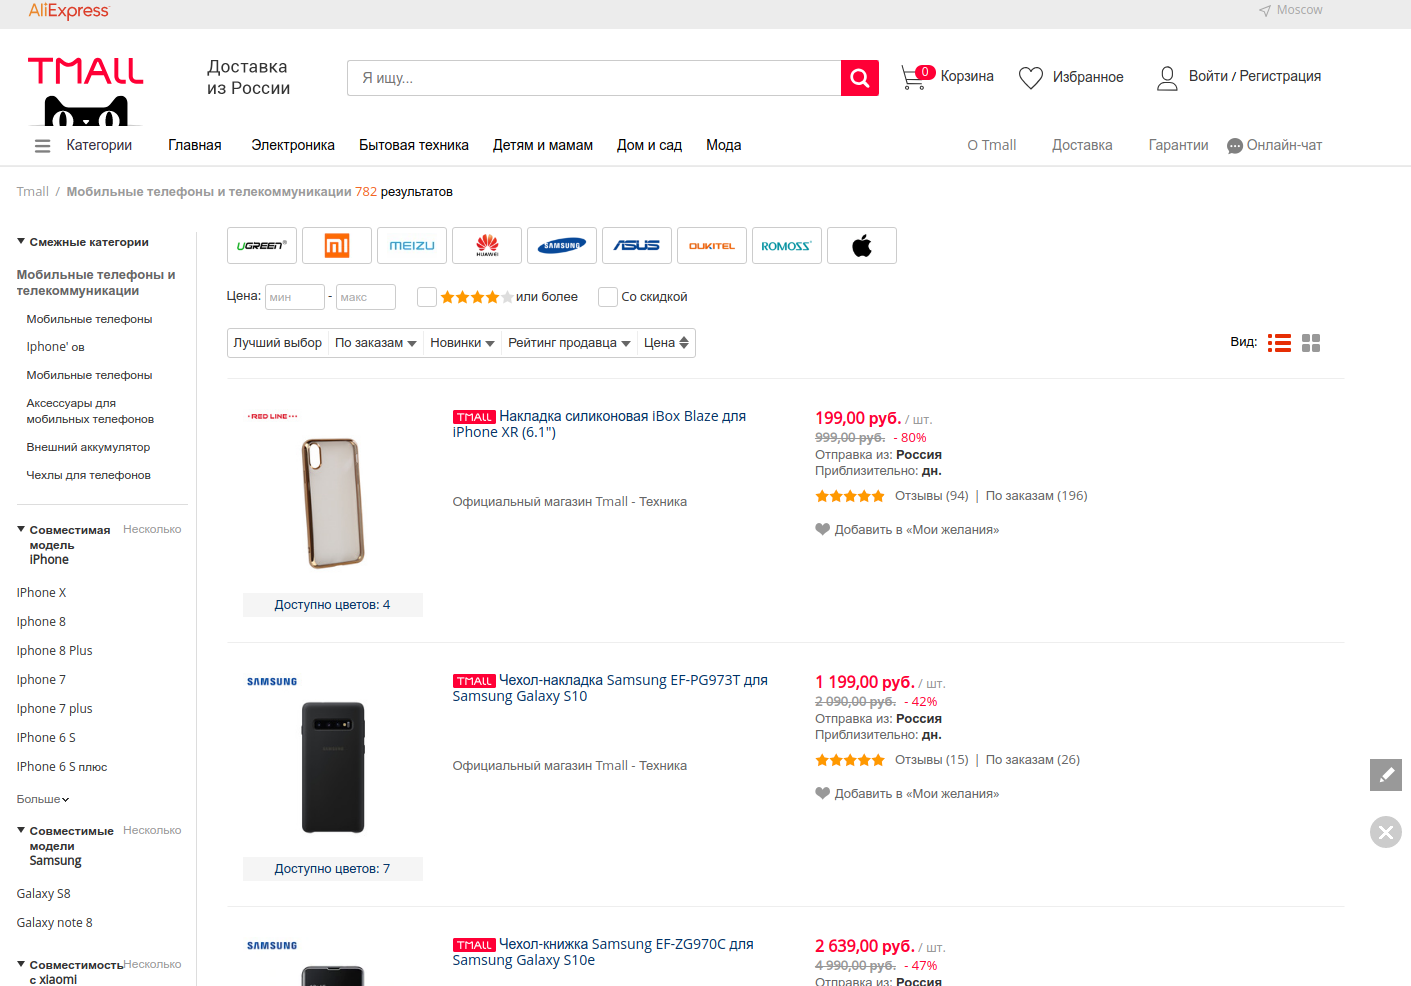 AliExpress
Moscow
TMALL
Доставка
из России
Я ищу...
0
Корзина
Избранное
Войти / Регистрация
Категории
Главная
Электроника
Бытовая техника
Детям и мамам
Дом и сад
Мода
О Tmall
Доставка
Гарантии
Онлайн-чат
Tmall / Мобильные телефоны и телекоммуникации 782 результатов
Смежные категории
Мобильные телефоны и
телекоммуникации
Мобильные телефоны
Iphone' ов
Мобильные телефоны
Аксессуары для
мобильных телефонов
Внешний аккумулятор
Чехлы для телефонов
Совместимая
модель
IPhone
Несколько
IPhone X
Iphone 8
Iphone 8 Plus
Iphone 7
Iphone 7 plus
IPhone 6 S
IPhone 6 S плюс
Больше
Совместимые
модели
Samsung
Несколько
Galaxy S8
Galaxy note 8
Совместимость
с xiaomi
Несколько
UGREEN
MI
MEIZU
HUAWEI
SAMSUNG
ASUS
OUKITEL
ROMOSS
Цена: мин - макс
или более
Со скидкой
Лучший выбор
По заказам
Новинки
Рейтинг продавца
Цена
Вид:
RED LINE
Доступно цветов: 4
TMALL Накладка силиконовая iBox Blaze для
iPhone XR (6.1")
Официальный магазин Tmall - Техника
199,00 руб. / шт.
999,00 руб. - 80%
Отправка из: Россия
Приблизительно: дн.
Отзывы (94) | По заказам (196)
Добавить в «Мои желания»
SAMSUNG
SAMSUNG
Доступно цветов: 7
TMALL Чехол-накладка Samsung EF-PG973T для
Samsung Galaxy S10
Официальный магазин Tmall - Техника
1 199,00 руб. / шт.
2 090,00 руб. - 42%
Отправка из: Россия
Приблизительно: дн.
Отзывы (15) | По заказам (26)
Добавить в «Мои желания»
SAMSUNG
TMALL Чехол-книжка Samsung EF-ZG970C для
Samsung Galaxy S10e
2 639,00 руб. / шт.
4 990,00 руб. - 47%
Отправка из: Россия